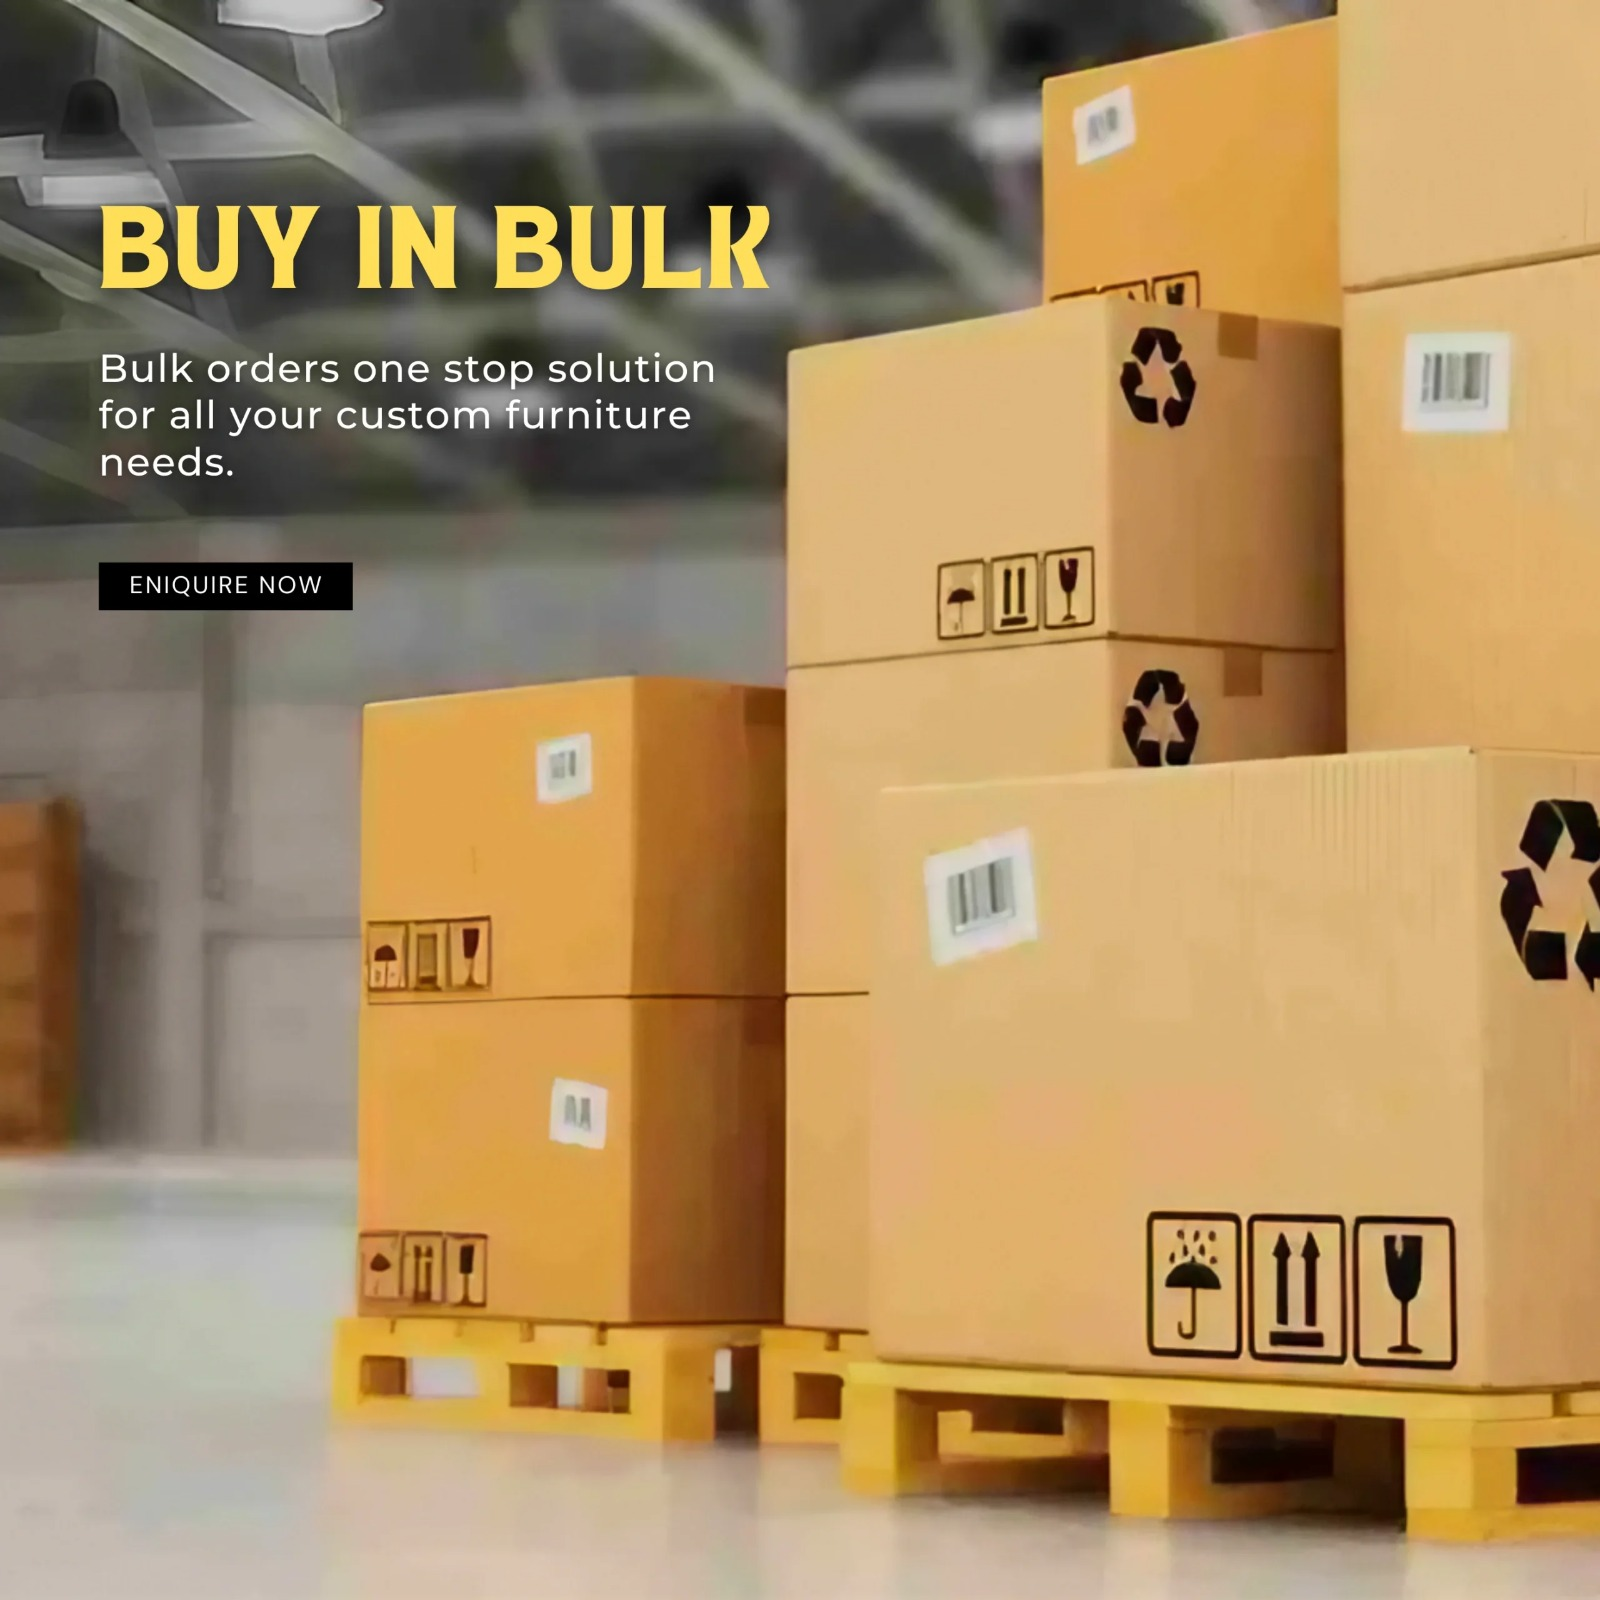 BUY IN BULK
Bulk orders one stop solution
for all your custom furniture
needs.
ENIQUIRE NOW